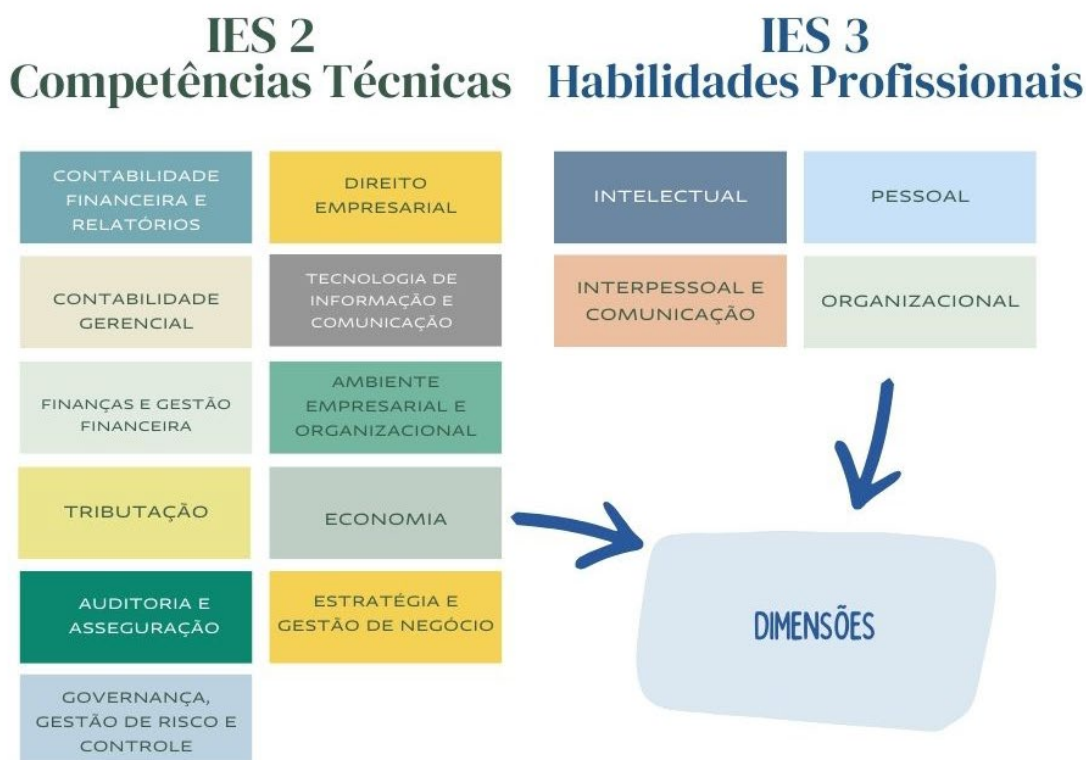 IES 2
Competências Técnicas
CONTABILIDADE
FINANCEIRA E
RELATÓRIOS
DIREITO
EMPRESARIAL
CONTABILIDADE
GERENCIAL
TECNOLOGIA DE
INFORMAÇÃO E
COMUNICAÇÃO
FINANÇAS E GESTÃO
FINANCEIRA
AMBIENTE
EMPRESARIAL E
ORGANIZACIONAL
TRIBUTAÇÃO
ECONOMIA
AUDITORIA E
ASSEGURAÇÃO
ESTRATÉGIA E
GESTÃO DE NEGÓCIO
GOVERNANÇA,
GESTÃO DE RISCO E
CONTROLE
IES 3
Habilidades Profissionais
INTELECTUAL
PESSOAL
INTERPESSOAL E
COMUNICAÇÃO
ORGANIZACIONAL
DIMENSÕES